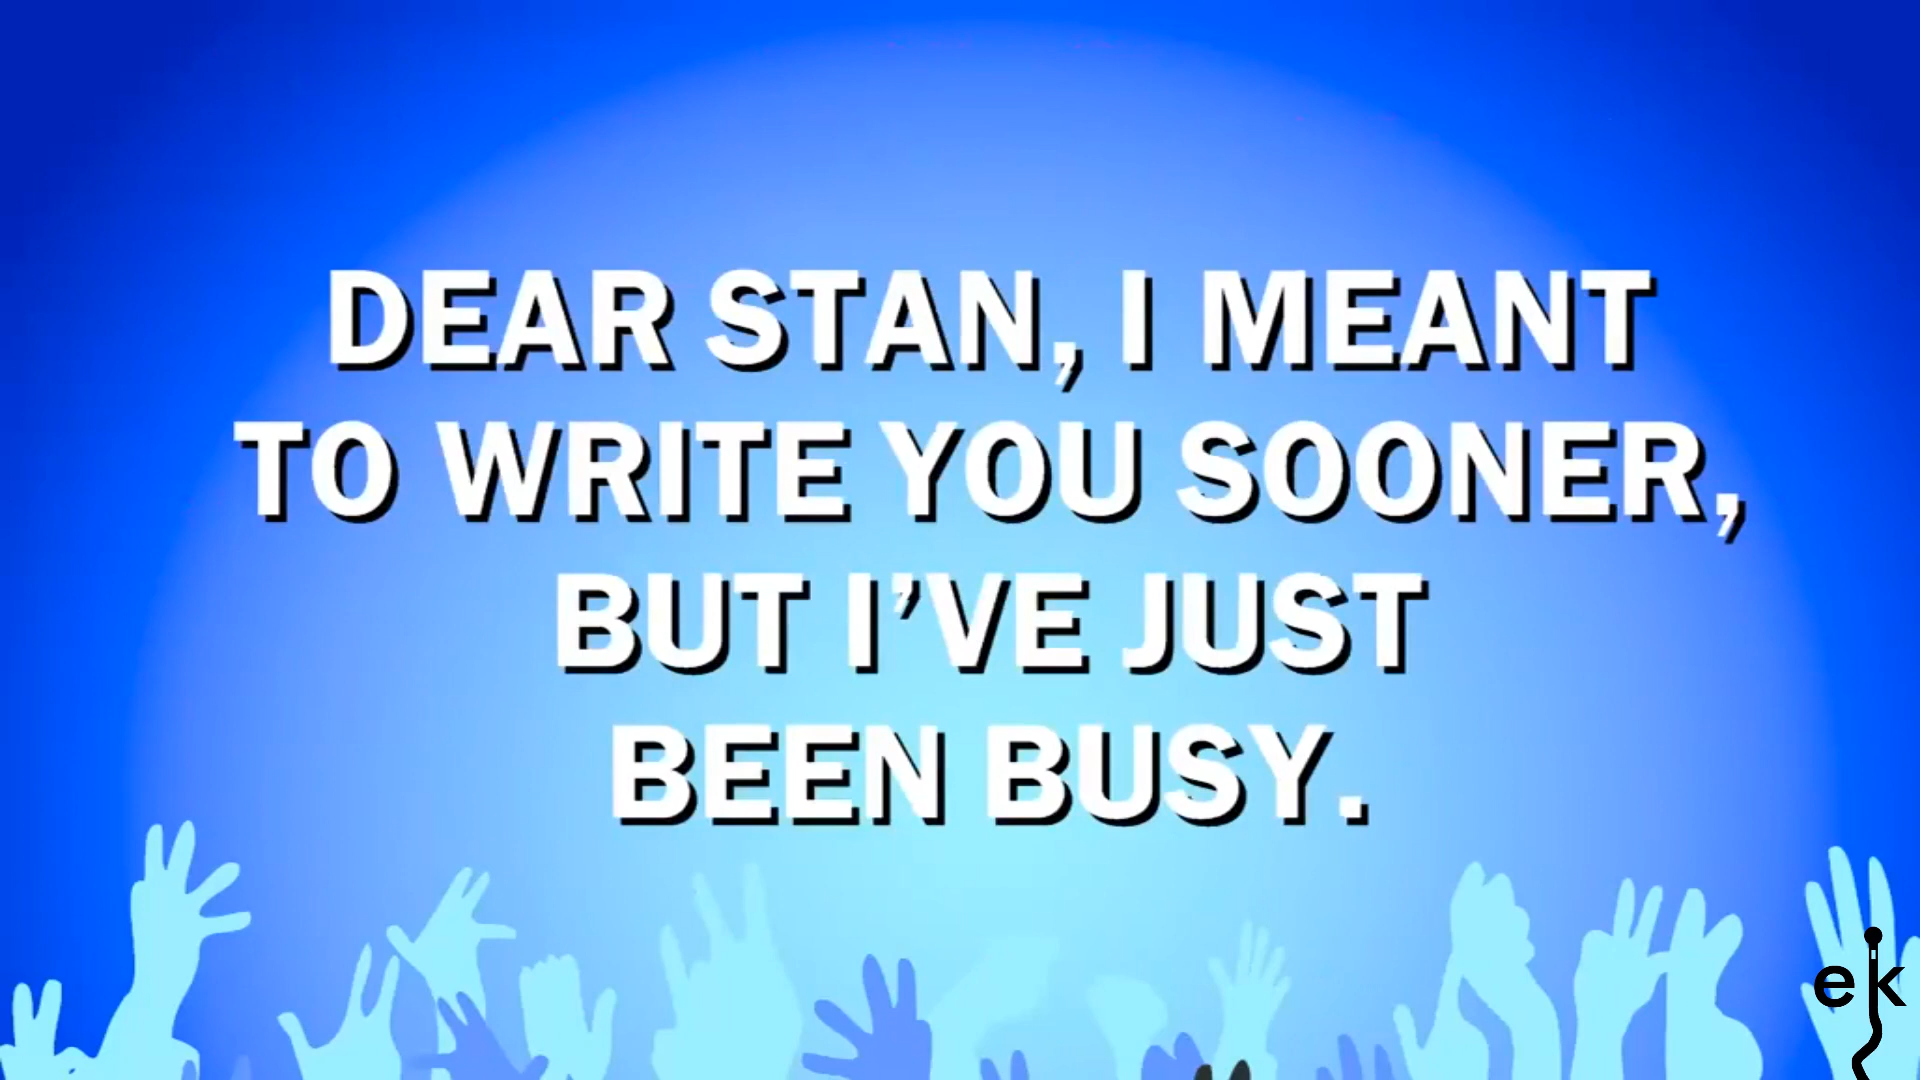 DEAR STAN, I MEANT
TO WRITE YOU SOONER,
BUT I’VE JUST
BEEN BUSY.
ek